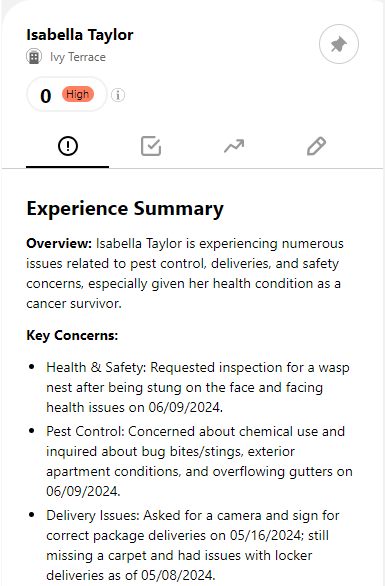 Isabella Taylor
Ivy Terrace
0 High
Experience Summary
Overview: Isabella Taylor is experiencing numerous
issues related to pest control, deliveries, and safety
concerns, especially given her health condition as a
cancer survivor.
Key Concerns:
• Health & Safety: Requested inspection for a wasp
nest after being stung on the face and facing
health issues on 06/09/2024.
• Pest Control: Concerned about chemical use and
inquired about bug bites/stings, exterior
apartment conditions, and overflowing gutters on
06/09/2024.
• Delivery Issues: Asked for a camera and sign for
correct package deliveries on 05/16/2024; still
missing a carpet and had issues with locker
deliveries as of 05/08/2024.